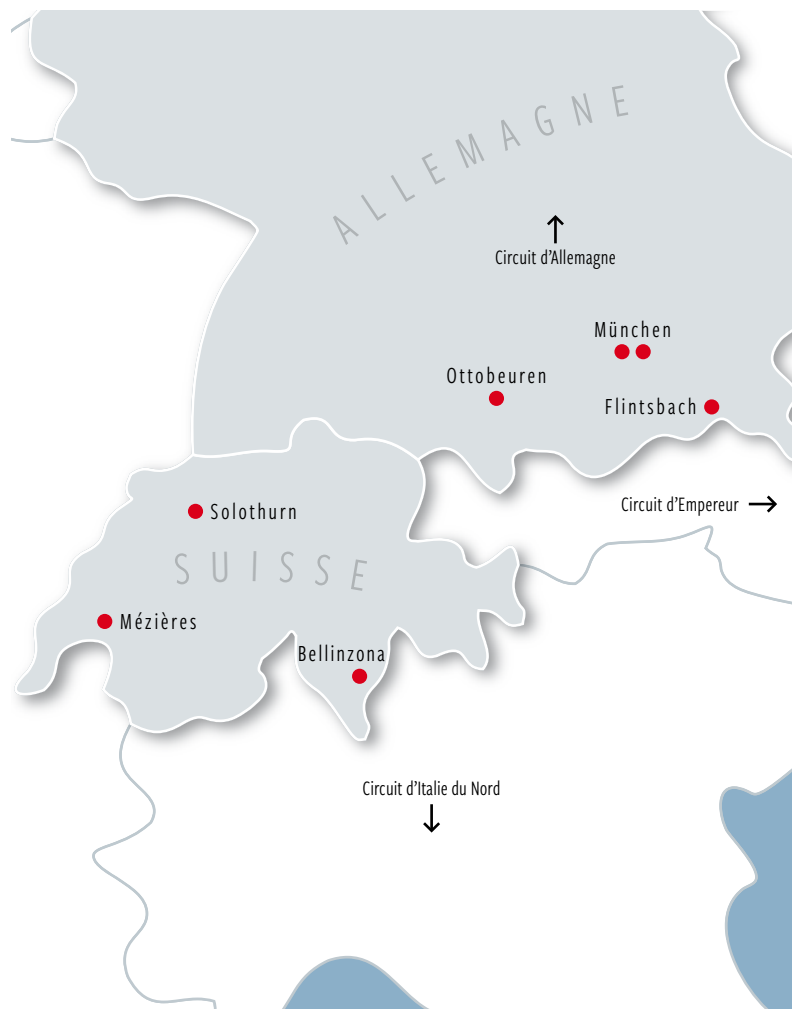 ALLEMAGNE
Circuit d'Allemagne
München
Ottobeuren
Flintsbach
Circuit d'Empereur
Solothurn
SUISSE
Mézières
Bellinzona
Circuit d'Italie du Nord